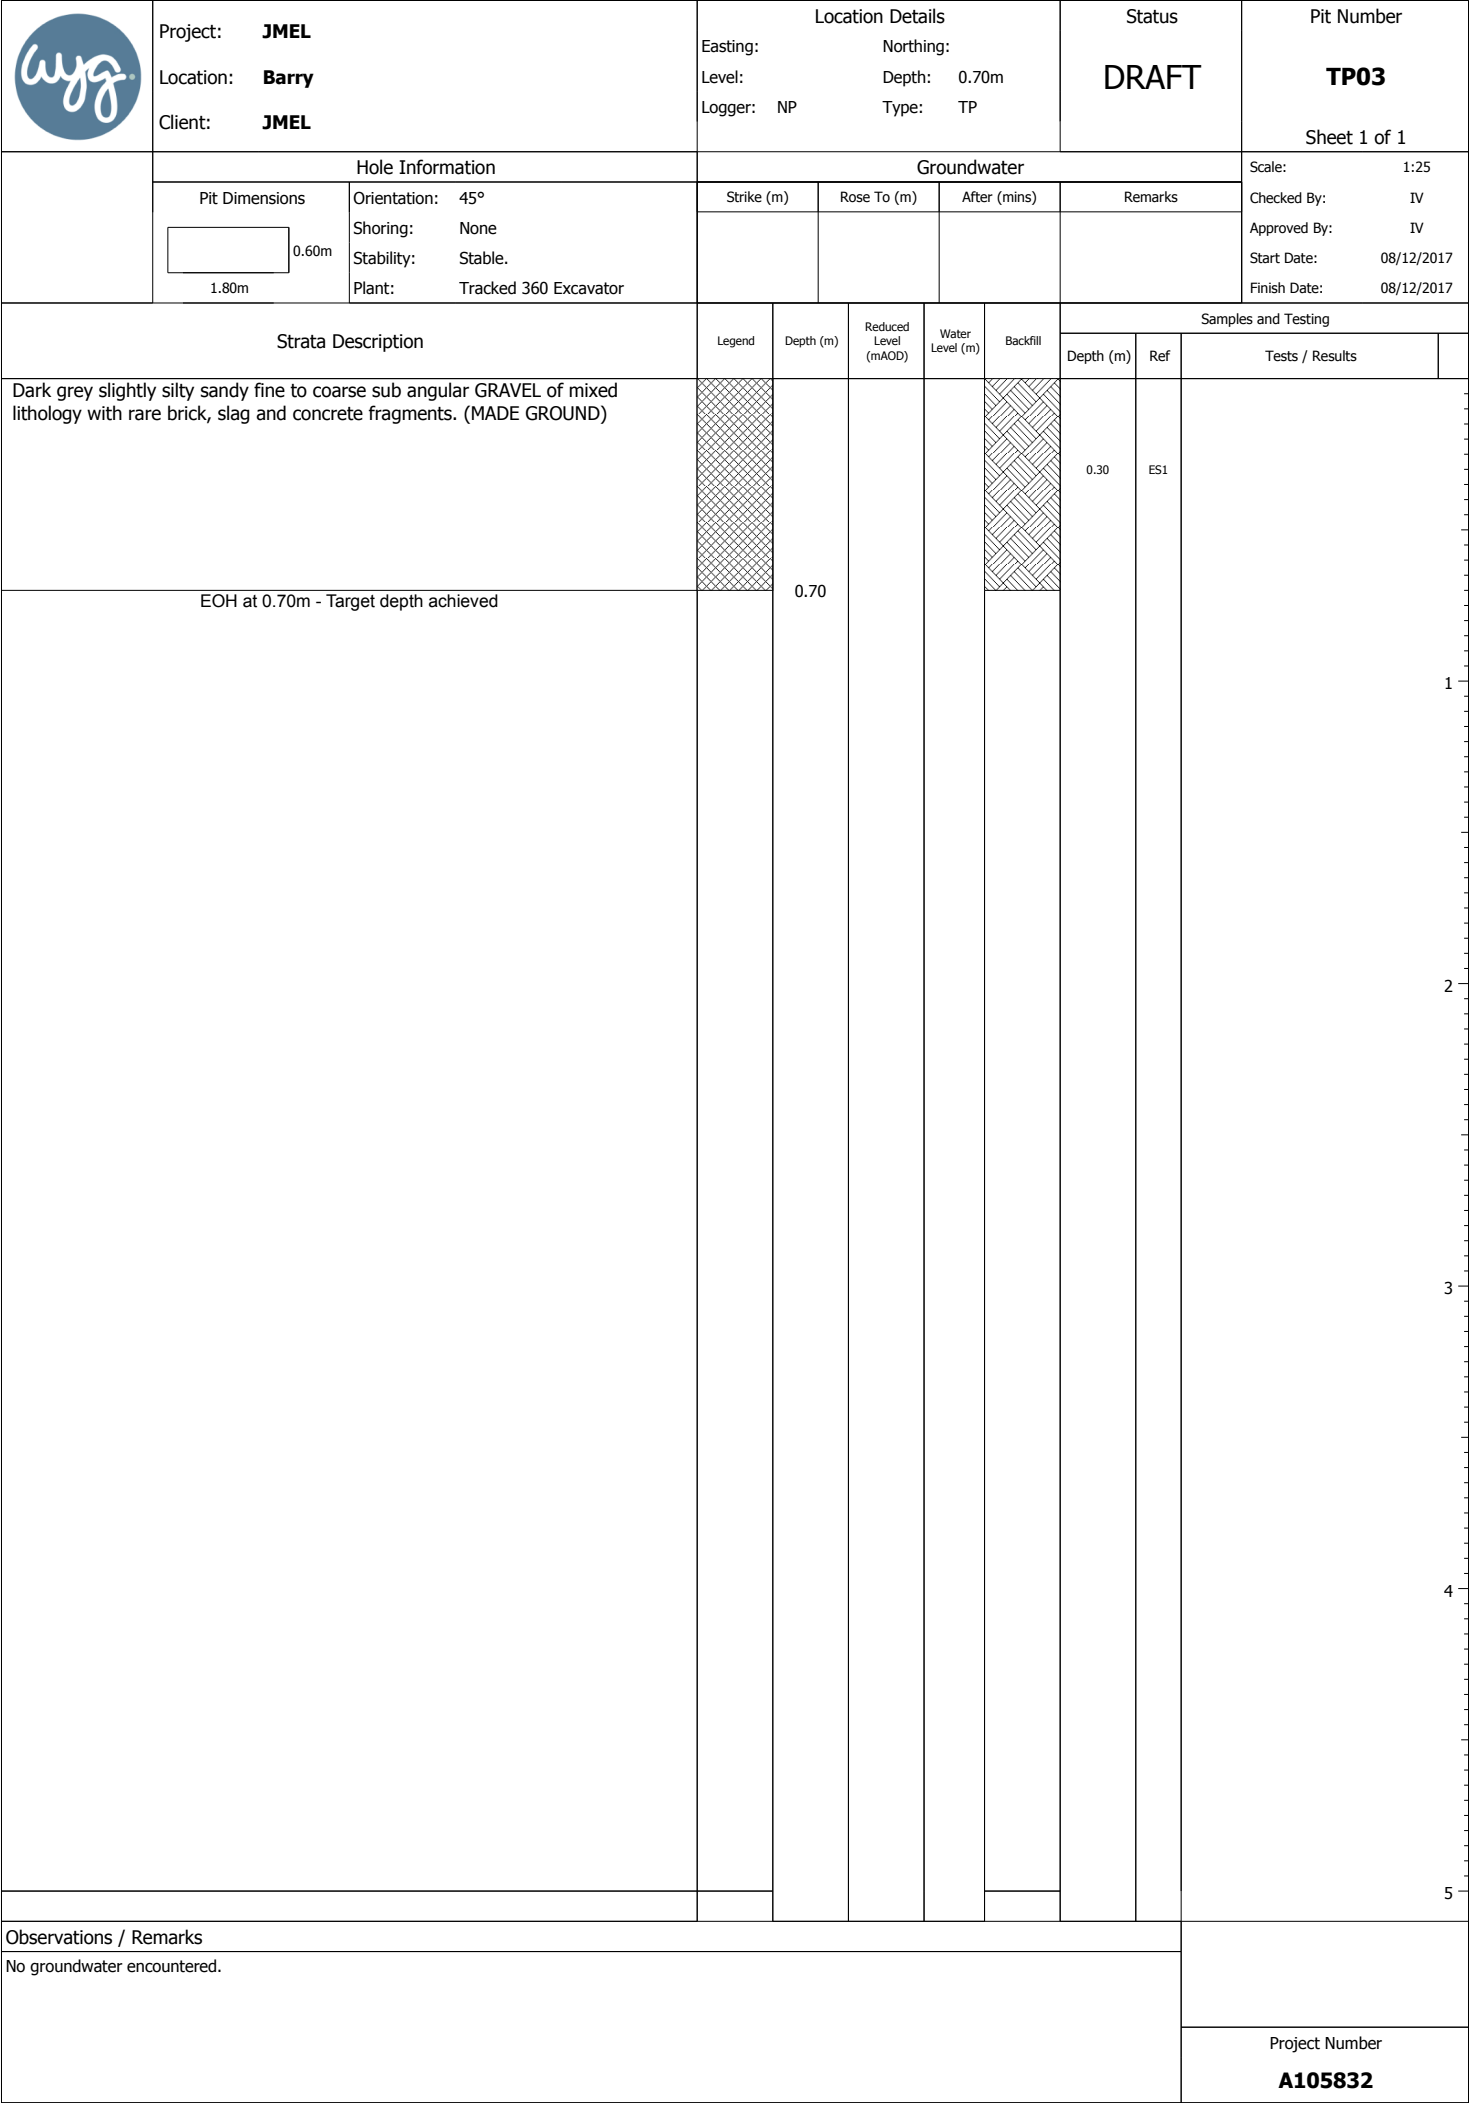 wyg.
Project: JMEL
Location: Barry
Client: JMEL
Location Details
Easting: Northing:
Level: Depth: 0.70m
Logger: NP Type: TP
Status
DRAFT
Pit Number
TP03
Sheet 1 of 1
Hole Information
Pit Dimensions
0.60m
1.80m
Orientation: 45°
Shoring: None
Stability: Stable.
Plant: Tracked 360 Excavator
Groundwater
Strike (m) Rose To (m) After (mins) Remarks
Scale: 1:25
Checked By: IV
Approved By: IV
Start Date: 08/12/2017
Finish Date: 08/12/2017
Strata Description
Legend
Depth (m)
Reduced
Level
(mAOD)
Water
Level (m)
Backfill
Samples and Testing
Depth (m) Ref Tests / Results
Dark grey slightly silty sandy fine to coarse sub angular GRAVEL of mixed
lithology with rare brick, slag and concrete fragments. (MADE GROUND)
0.30 ES1
0.70
EOH at 0.70m - Target depth achieved
1
2
3
4
5
Observations / Remarks
No groundwater encountered.
Project Number
A105832